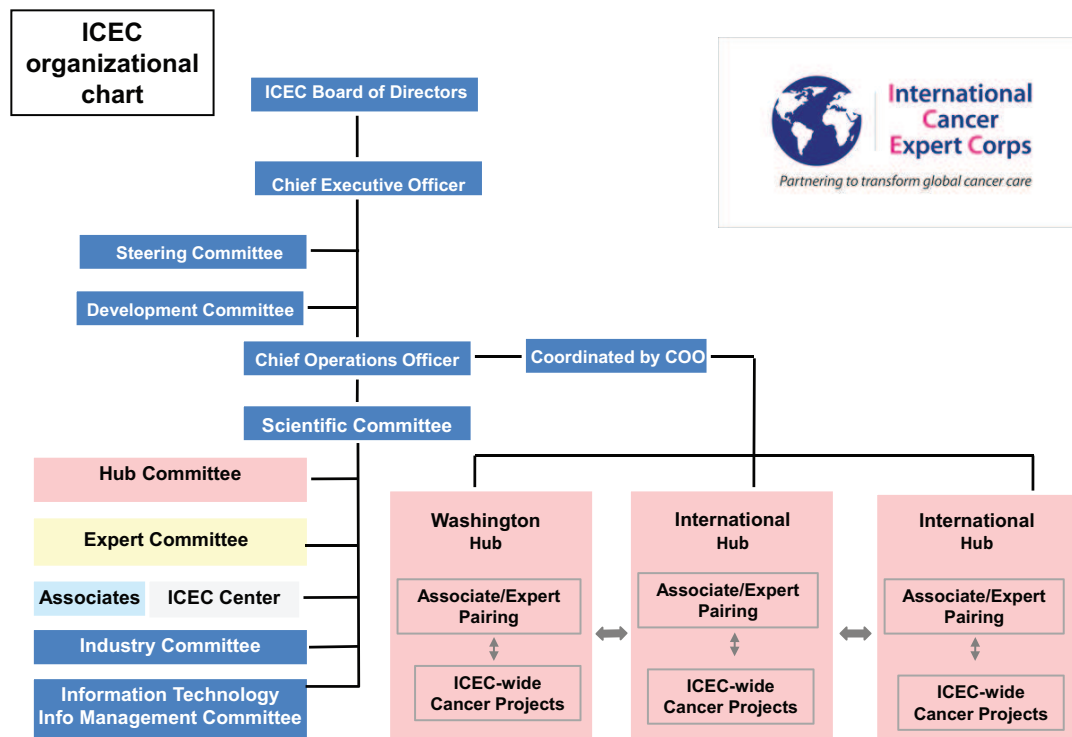 ICEC
organizational
chart
International
Cancer
Expert Corps
Partnering to transform global cancer care
ICEC Board of Directors
Chief Executive Officer
Steering Committee
Development Committee
Chief Operations Officer
Coordinated by COO
Scientific Committee
Hub Committee
Expert Committee
Associates
ICEC Center
Industry Committee
Information Technology
Info Management Committee
Washington
Hub
Associate/Expert
Pairing
ICEC-wide
Cancer Projects
International
Hub
Associate/Expert
Pairing
ICEC-wide
Cancer Projects
International
Hub
Associate/Expert
Pairing
ICEC-wide
Cancer Projects